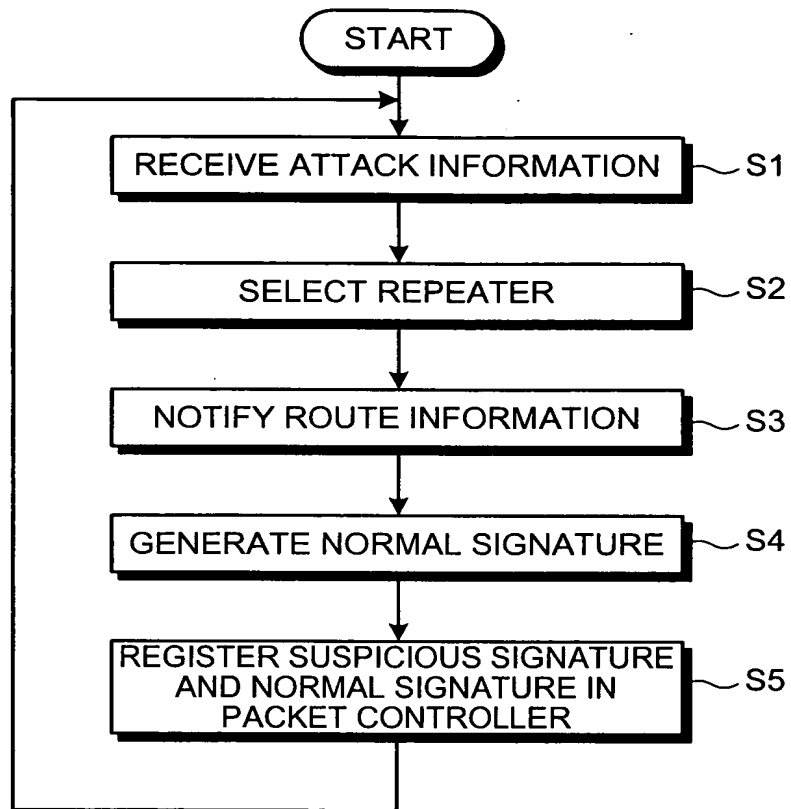 START
RECEIVE ATTACK INFORMATION
S1
SELECT REPEATER
S2
NOTIFY ROUTE INFORMATION
S3
GENERATE NORMAL SIGNATURE
S4
REGISTER SUSPICIOUS SIGNATURE
AND NORMAL SIGNATURE IN
PACKET CONTROLLER
S5